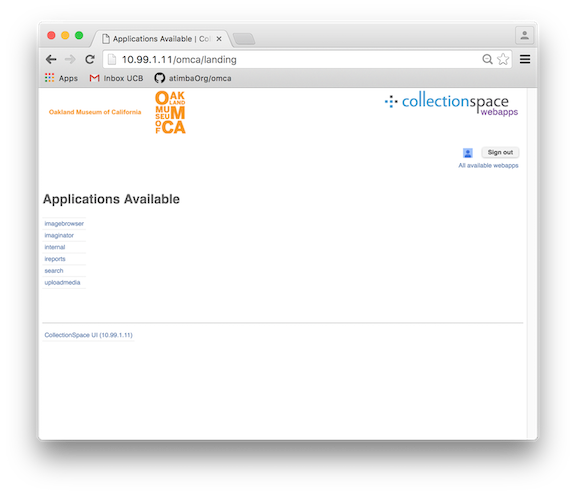 Applications Available | Col
10.99.1.11/omca/landing
Apps
Inbox UCB
atimbaOrg/omca
Oakland Museum of California
OAK
LAND
MU M
SEU
OF CA
collectionspace
webapps
Sign out
All available webapps
Applications Available
imagebrowser
imaginator
internal
ireports
search
uploadmedia
CollectionSpace UI (10.99.1.11)